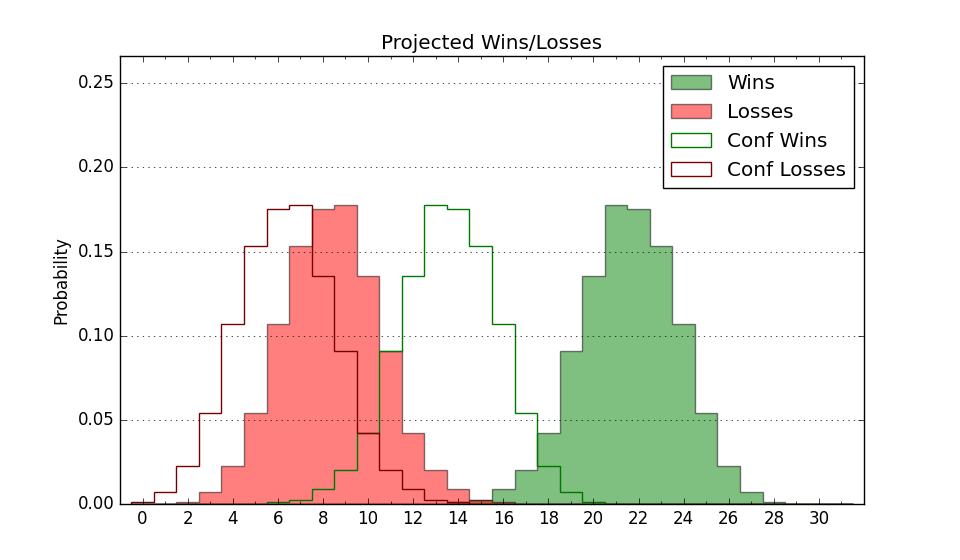 Projected Wins/Losses
0.25
0.20
0.15
0.10
0.05
0.00
Probability
Wins
Losses
Conf Wins
Conf Losses
0 2 4 6 8 10 12 14 16 18 20 22 24 26 28 30